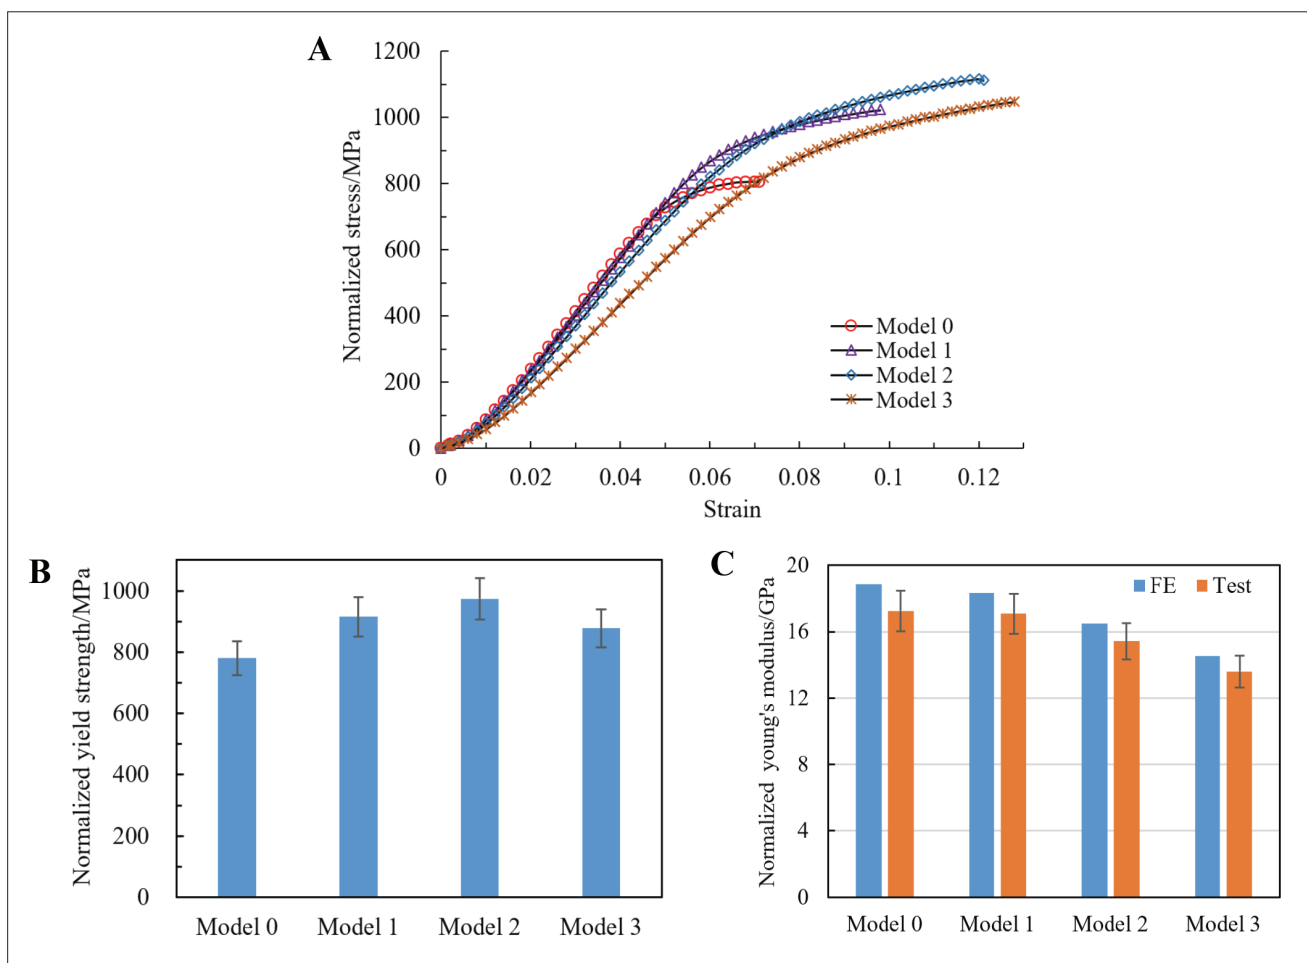 A
1200
1000
800
600
400
200
0
Normalized stress/MPa
0 0.02 0.04 0.06 0.08 0.1 0.12
Strain
Model 0
Model 1
Model 2
Model 3
B
1000
800
600
400
200
0
Normalized yield strength/MPa
Model 0 Model 1 Model 2 Model 3
C
20
16
12
8
4
0
Normalized young's modulus/GPa
FE Test
Model 0 Model 1 Model 2 Model 3